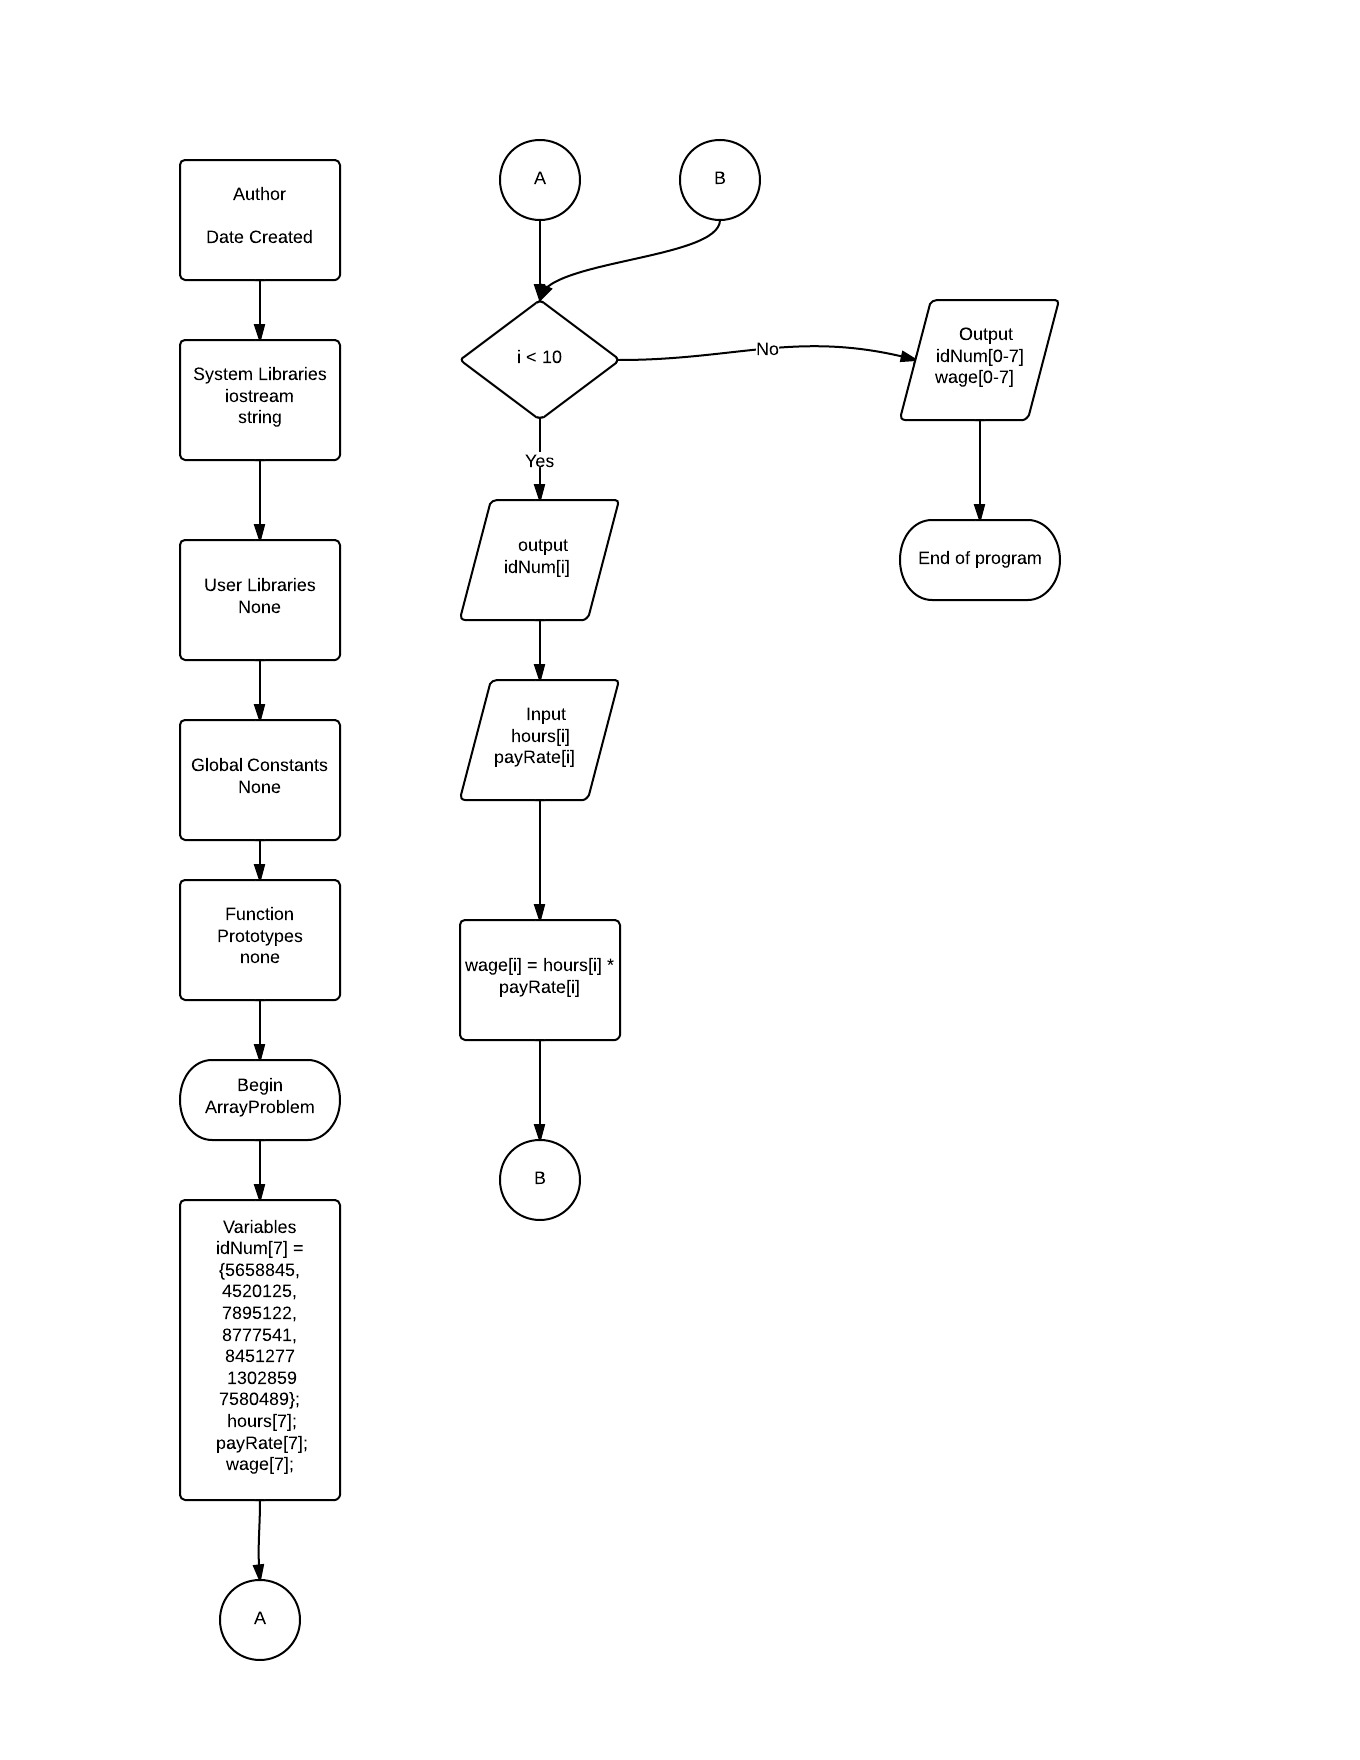 Author
Date Created
System Libraries
iostream
string
User Libraries
None
Global Constants
None
Function
Prototypes
none
Begin
ArrayProblem
Variables
idNum[7] =
{5658845,
4520125,
7895122,
8777541,
8451277
1302859
7580489};
hours[7];
payRate[7];
wage[7];
A
A
B
i < 10
Yes
output
idNum[i]
Input
hours[i]
payRate[i]
wage[i] = hours[i] *
payRate[i]
B
No
Output
idNum[0-7]
wage[0-7]
End of program